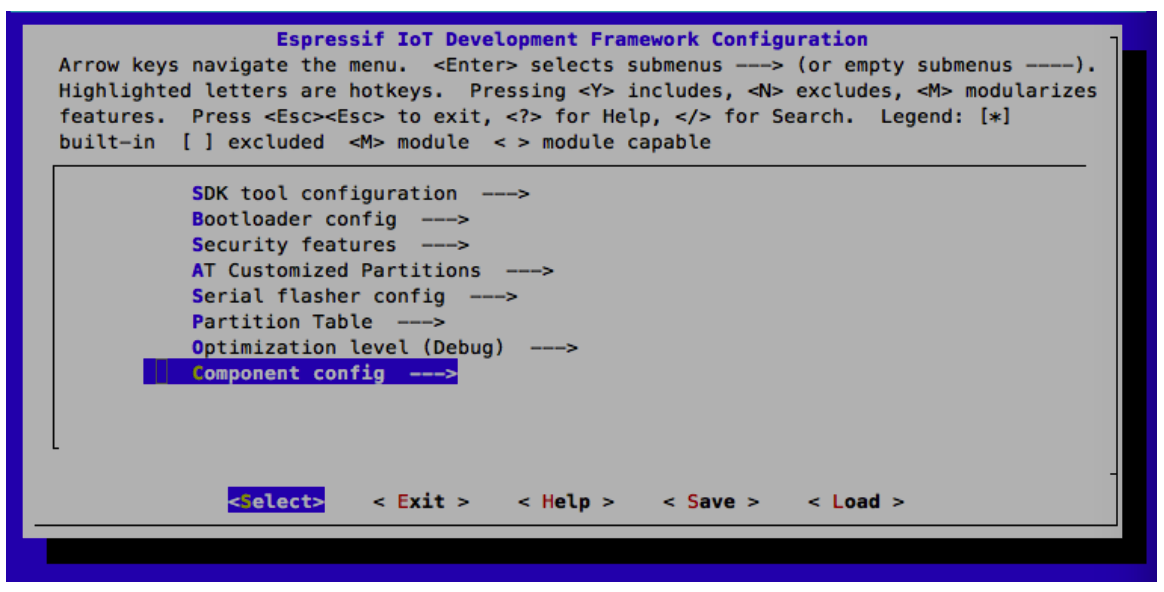 Espressif IoT Development Framework Configuration
Arrow keys navigate the menu.  <Enter> selects submenus ---> (or empty submenus ----).
Highlighted letters are hotkeys.  Pressing <Y> includes, <N> excludes, <M> modularizes
features.  Press <Esc><Esc> to exit, <?> for Help, </> for Search.  Legend: [*]
built-in  [ ] excluded  <M> module  < > module capable
SDK tool configuration  --->
Bootloader config  --->
Security features  --->
AT Customized Partitions  --->
Serial flasher config  --->
Partition Table  --->
Optimization level (Debug)  --->
Component config  --->
<Select>    < Exit >    < Help >    < Save >    < Load >